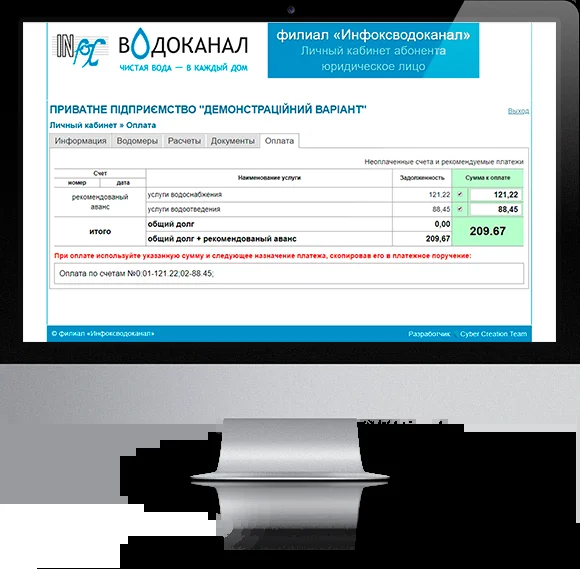 INFOX ВОДОКАНАЛ
ЧИСТАЯ ВОДА — В КАЖДЫЙ ДОМ
филиал «Инфоксводоканал»
Личный кабинет абонента
юридическое лицо
ПРИВАТНЕ ПІДПРИЄМСТВО "ДЕМОНСТРАЦІЙНИЙ ВАРІАНТ"
Выход
Личный кабинет » Оплата
Информация Водомеры Расчеты Документы Оплата
Неоплаченные счета и рекомендуемые платежи
Счет Наименование услуги Задолженность Сумма к оплате
номер дата
рекомендованый аванс
услуги водоснабжения 121,22 121,22
услуги водоотведения 88,45 88,45
итого
общий долг 0,00
209.67
общий долг + рекомендованый аванс 209,67
При оплате используйте указанную сумму и следующее назначение платежа, скопировав его в платежное поручение:
Оплата по счетам №0:01-121.22;02-88.45;
© филиал «Инфоксводоканал» Разработчик Cyber Creation Team